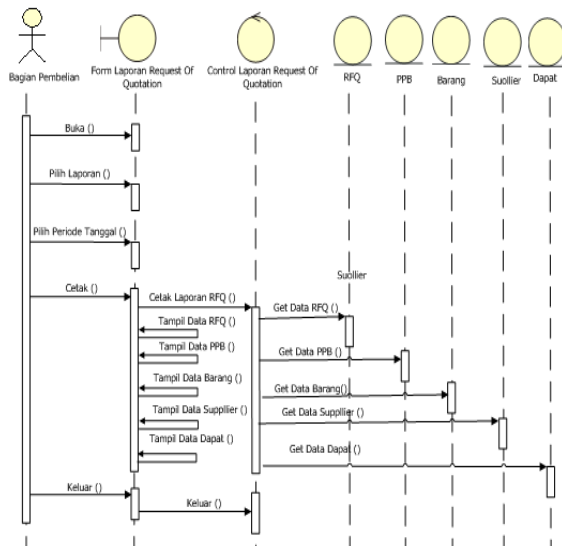 Bagian Pembelian
Form Laporan Request Of
Quotation
Control Laporan Request Of
Quotation
RFQ
PPB
Barang
Suollier
Dapat
Buka ()
Pilih Laporan ()
Pilih Periode Tanggal ()
Suollier
Cetak ()
Cetak Laporan RFQ ()
Get Data RFQ ()
Tampil Data RFQ ()
Tampil Data PPB ()
Get Data PPB ()
Tampil Data Barang ()
Get Data Barang()
Tampil Data Suppllier ()
Get Data Suppllier ()
Tampil Data Dapat ()
Get Data Dapat ()
Keluar ()
Keluar ()